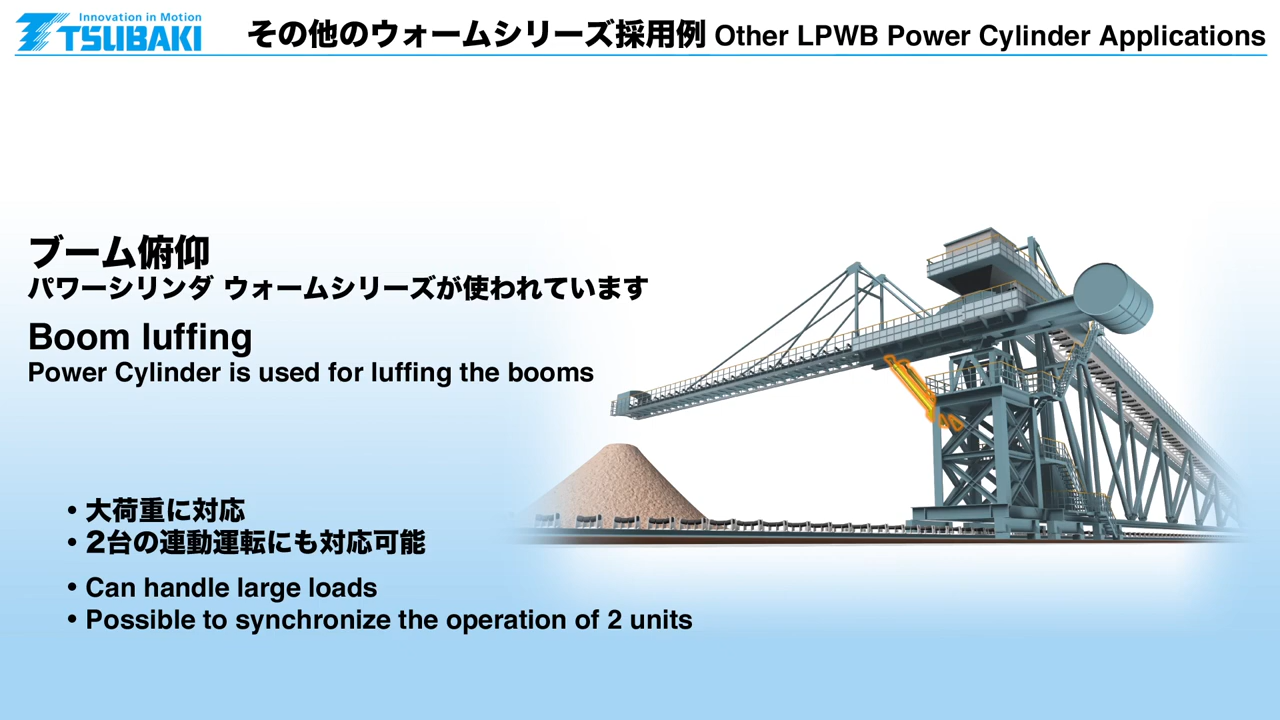 Innovation in Motion
TSUBAKI
その他のウォームシリーズ採用例 Other LPWB Power Cylinder Applications
ブーム俯仰
パワーシリンダ ウォームシリーズが使われています
Boom luffing
Power Cylinder is used for luffing the booms
• 大荷重に対応
• 2台の連動運転にも対応可能
• Can handle large loads
• Possible to synchronize the operation of 2 units